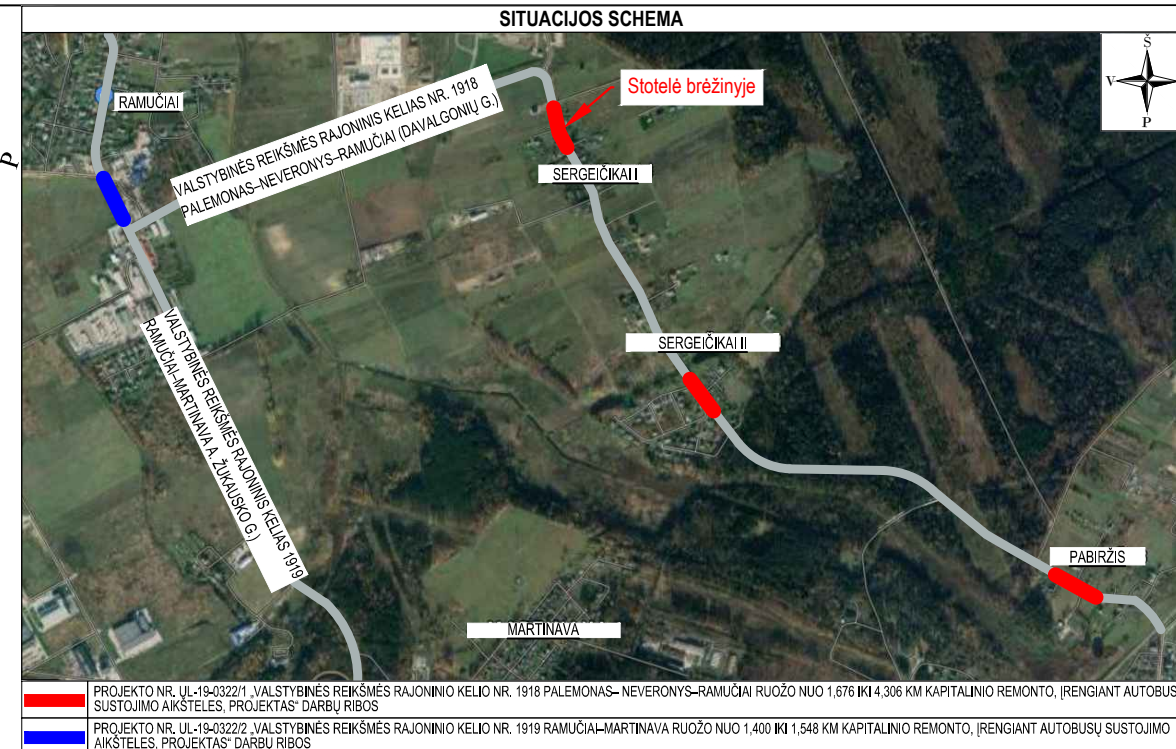 SITUACIJOS SCHEMA
P
Š
V
P
RAMUČIAI
Stotelė brėžinyje
VALSTYBINĖS REIKŠMĖS RAJONINIS KELIAS NR. 1918
PALEMONAS–NEVERONYS–RAMUČIAI (DAVALGONIŲ G.)
SERGEIČIKAI I
SERGEIČIKAI II
VALSTYBINĖS REIKŠMĖS RAJONINIS KELIAS 1919
RAMUČIAI–MARTINAVA A. ŽUKAUSKO G.)
PABIRŽIS
MARTINAVA
PROJEKTO NR. UL-19-0322/1 „VALSTYBINĖS REIKŠMĖS RAJONINIO KELIO NR. 1918 PALEMONAS– NEVERONYS–RAMUČIAI RUOŽO NUO 1,676 IKI 4,306 KM KAPITALINIO REMONTO, ĮRENGIANT AUTOBUS
SUSTOJIMO AIKŠTELES, PROJEKTAS“ DARBŲ RIBOS
PROJEKTO NR. UL-19-0322/2 „VALSTYBINĖS REIKŠMĖS RAJONINIO KELIO NR. 1919 RAMUČIAI–MARTINAVA RUOŽO NUO 1,400 IKI 1,548 KM KAPITALINIO REMONTO, ĮRENGIANT AUTOBUSŲ SUSTOJIMO
AIKŠTELES, PROJEKTAS“ DARBŲ RIBOS